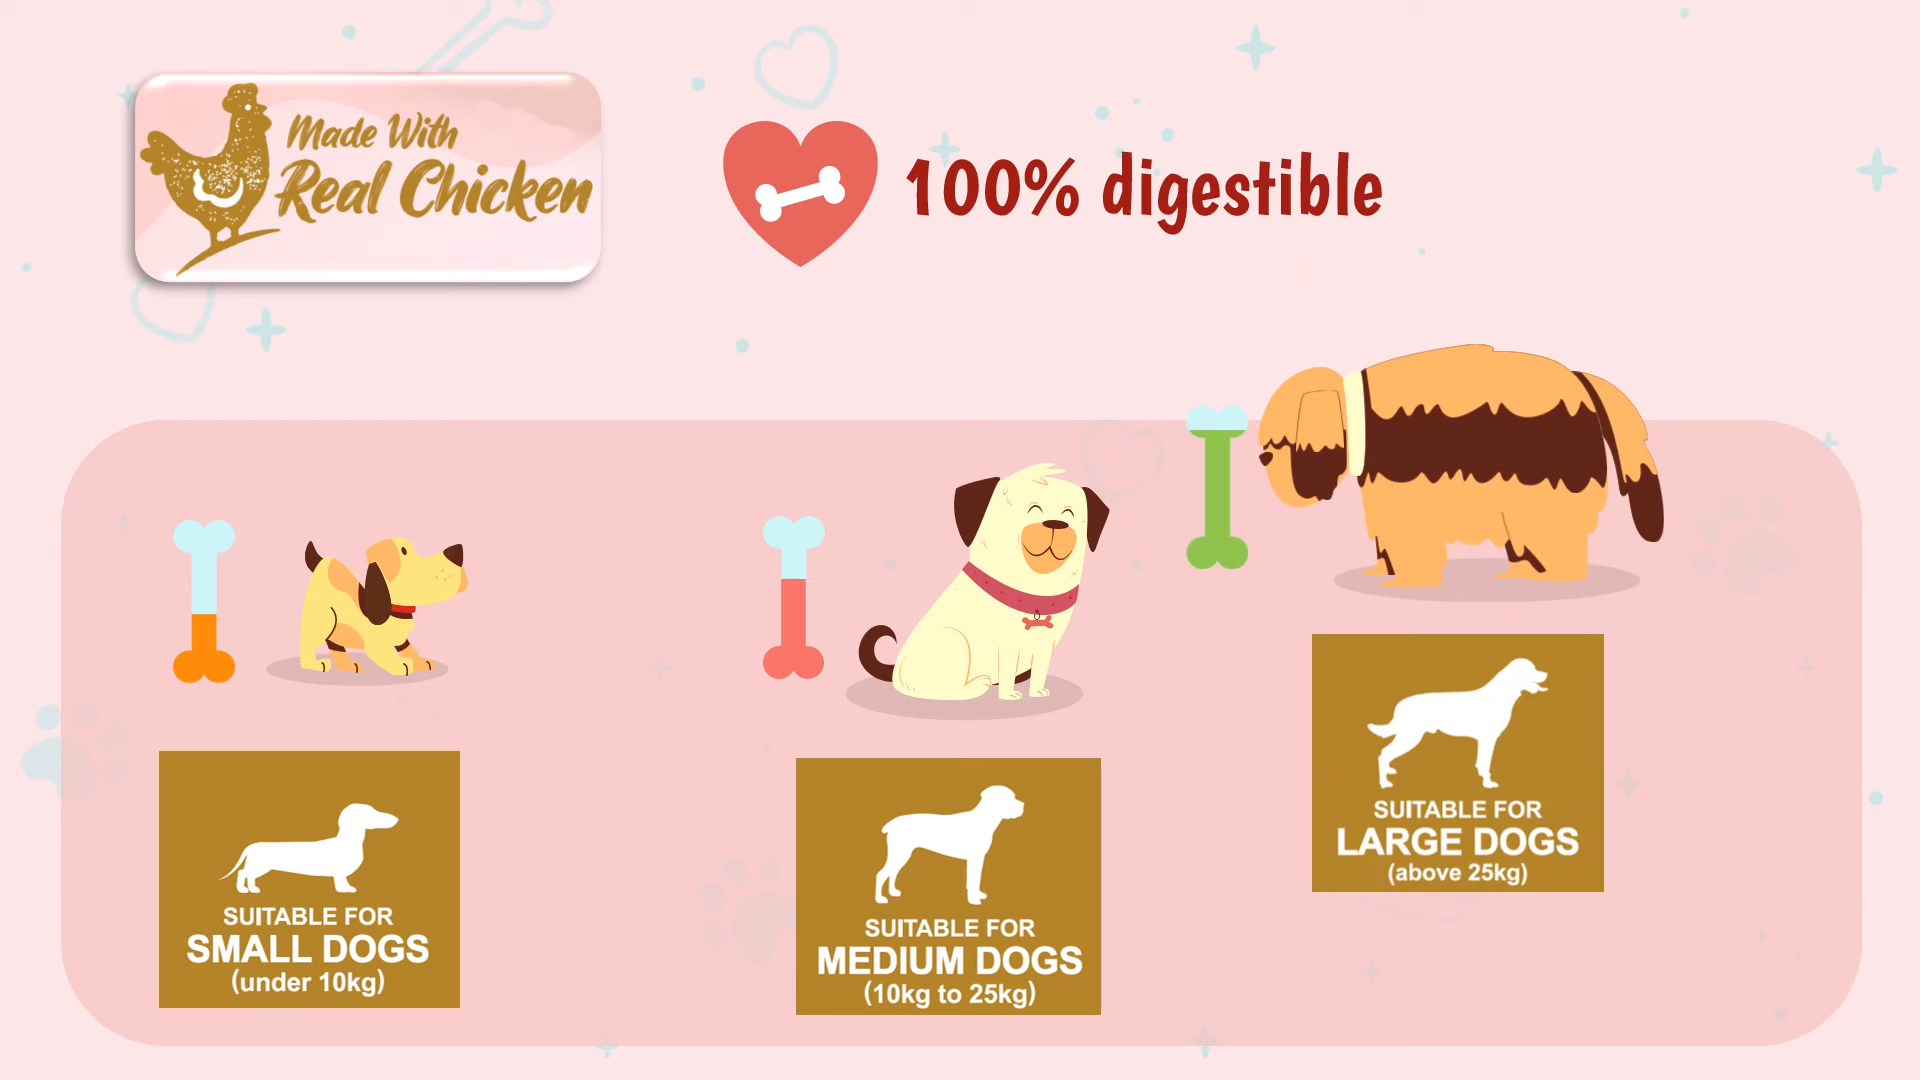 Made With
Real Chicken
100% digestible
SUITABLE FOR
SMALL DOGS
(under 10kg)
SUITABLE FOR
MEDIUM DOGS
(10kg to 25kg)
SUITABLE FOR
LARGE DOGS
(above 25kg)